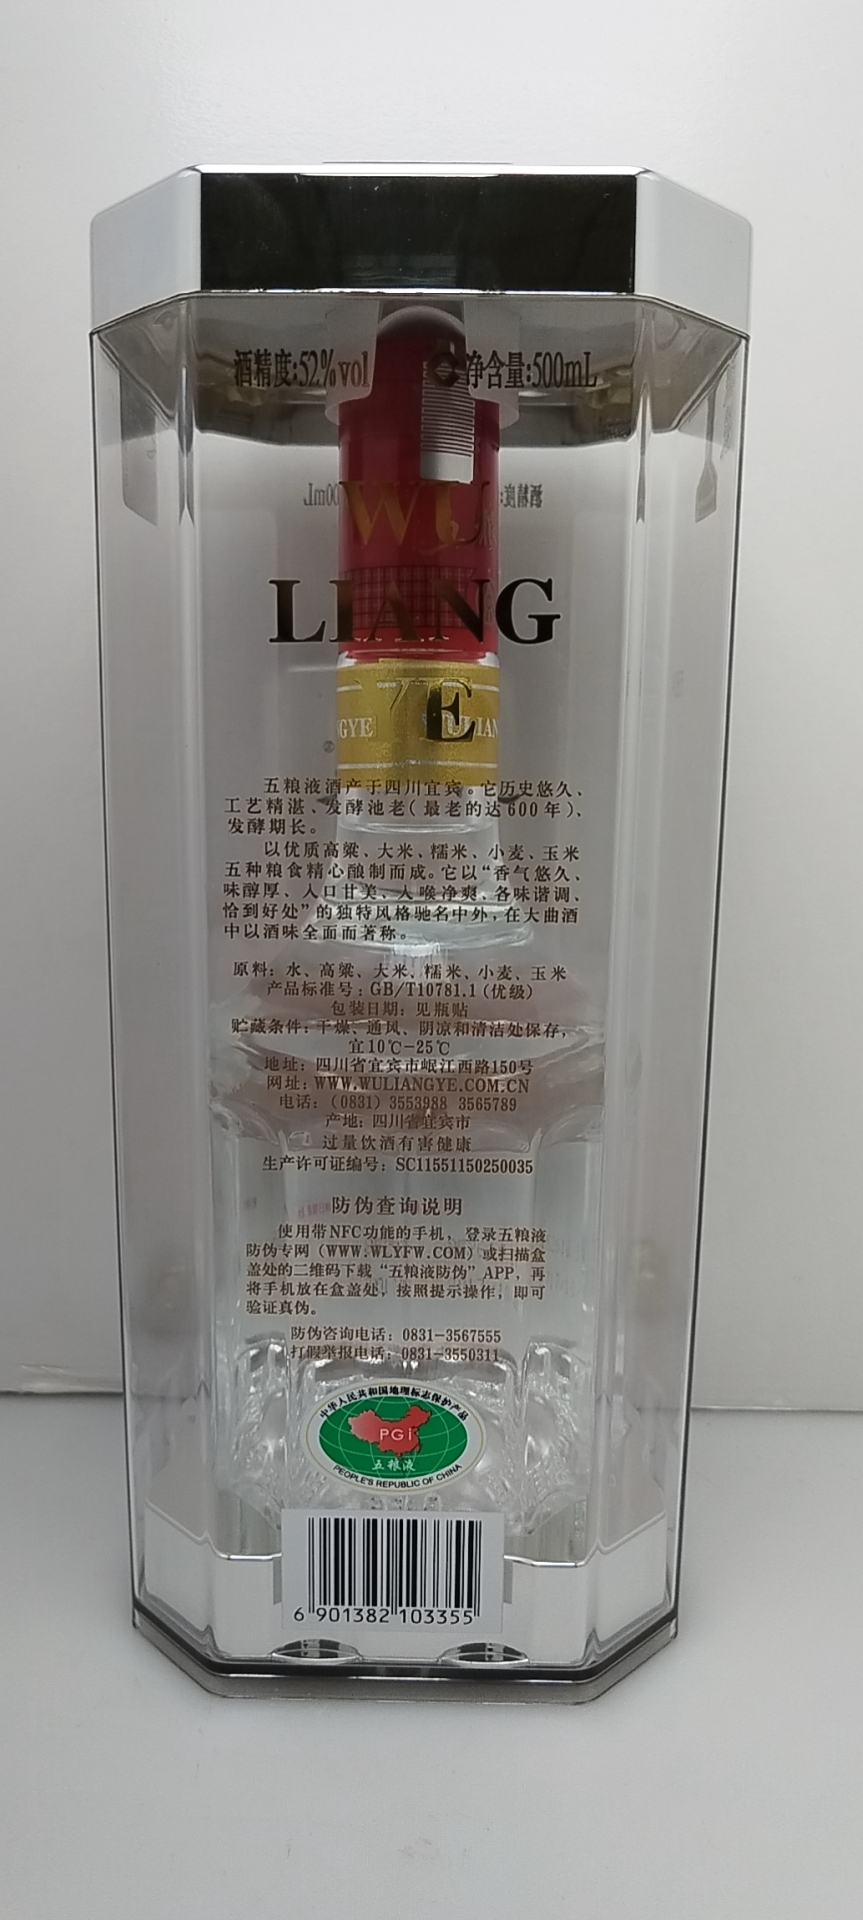 酒精度:52%vol 净含量:500mL
WU
LIANG
YE
GYE WULIAN
五粮液酒产于四川宜宾。它历史悠久、
工艺精湛、发酵池老(最老的达600年)、
发酵期长。
以优质高粱、大米、糯米、小麦、玉米
五种粮食精心酿制而成。它以“香气悠久、
味醇厚、入口甘美、入喉净爽、各味谐调、
恰到好处”的独特风格驰名中外,在大曲酒
中以酒味全面而著称。
原料：水、高粱、大米、糯米、小麦、玉米
产品标准号：GB/T10781.1(优级)
包装日期：见瓶贴
贮藏条件：干燥、通风、阴凉和清洁处保存，
宜10℃-25℃
地址：四川省宜宾市岷江西路150号
网址：WWW.WULIANGYE.COM.CN
电话：(0831) 3553988 3565789
产地：四川省宜宾市
过量饮酒有害健康
生产许可证编号：SC11551150250035
防伪查询说明
使用带NFC功能的手机，登录五粮液
防伪专网（WWW.WLYFW.COM）或扫描盒
盖处的二维码下载“五粮液防伪”APP，再
将手机放在盒盖处，按照提示操作，即可
验证真伪。
防伪咨询电话：0831-3567555
打假举报电话：0831-3550311
中华人民共和国地理标志保护产品
PGi
五粮液
PEOPLE'S REPUBLIC OF CHINA
6 901382 103355